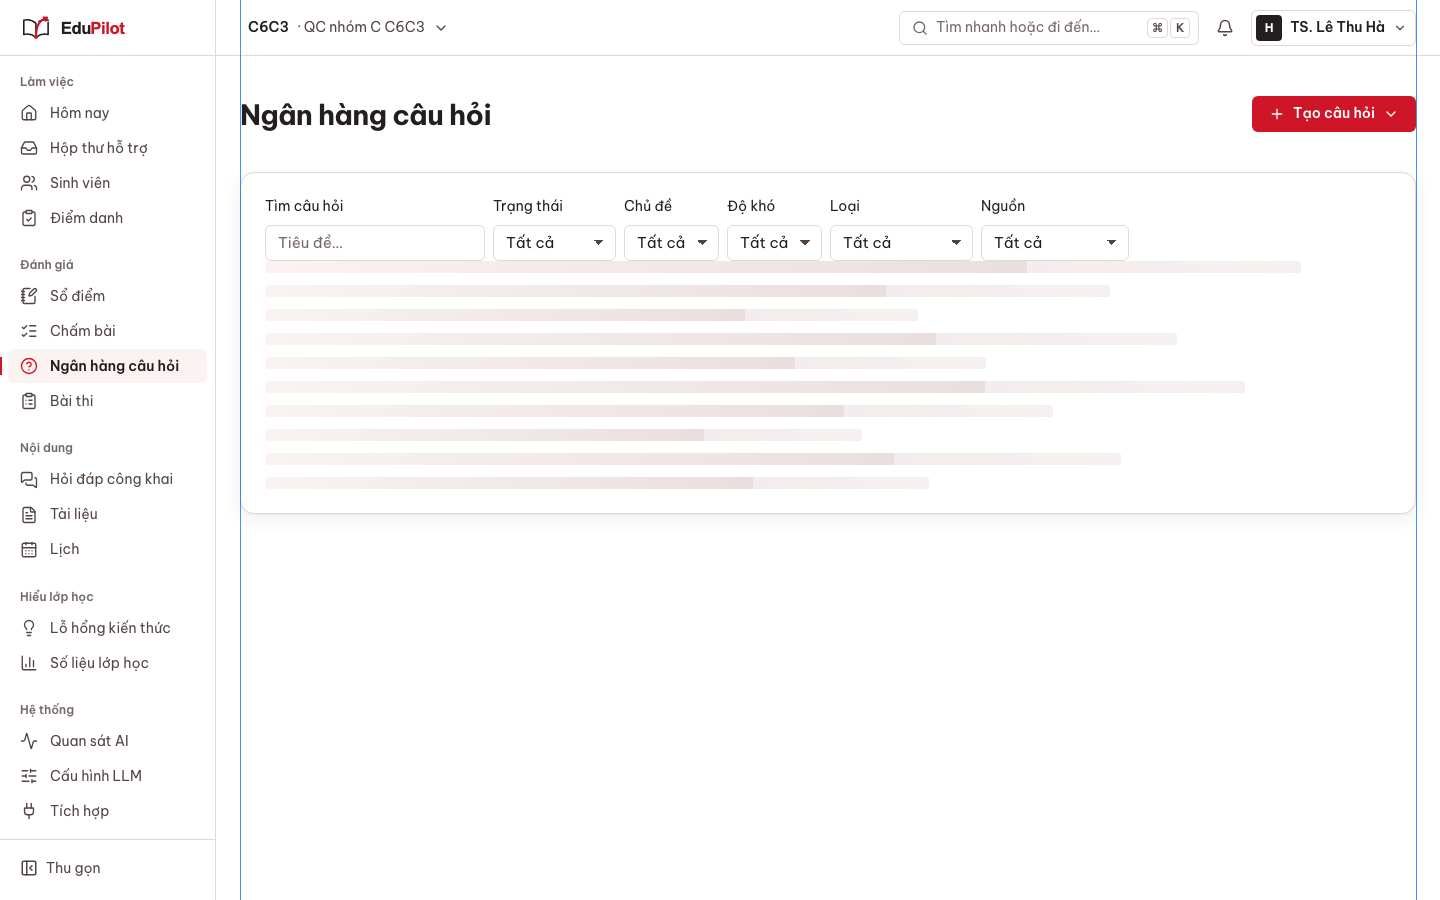 EduPilot
C6C3 · QC nhóm C C6C3
Tìm nhanh hoặc đi đến...
⌘ K
H
TS. Lê Thu Hà
Làm việc
Hôm nay
Hộp thư hỗ trợ
Sinh viên
Điểm danh
Đánh giá
Sổ điểm
Chấm bài
Ngân hàng câu hỏi
Bài thi
Nội dung
Hỏi đáp công khai
Tài liệu
Lịch
Hiểu lớp học
Lỗ hổng kiến thức
Số liệu lớp học
Hệ thống
Quan sát AI
Cấu hình LLM
Tích hợp
Thu gọn
Ngân hàng câu hỏi
Tạo câu hỏi
Tìm câu hỏi Trạng thái Chủ đề Độ khó Loại Nguồn
Tiêu đề... Tất cả Tất cả Tất cả Tất cả Tất cả